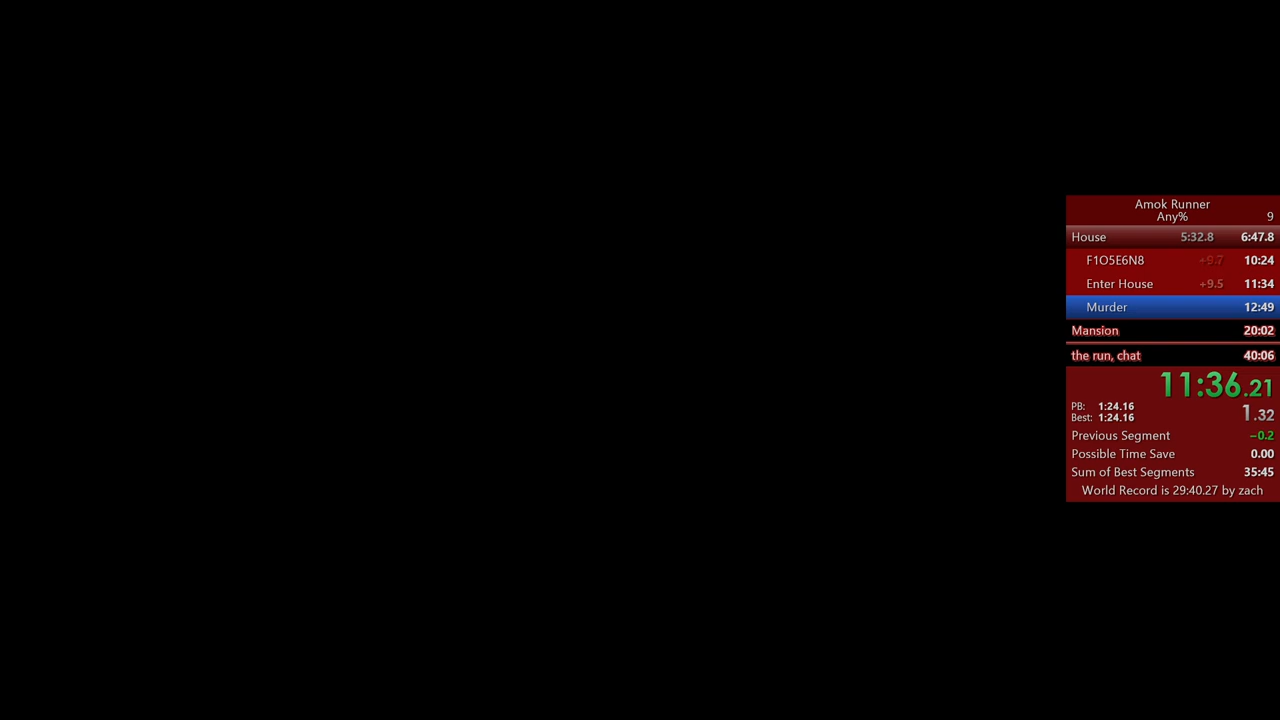 Amok Runner
Any% 9
House 5:32.8 6:47.8
F1O5E6N8 +9.7 10:24
Enter House +9.5 11:34
Murder 12:49
Mansion 20:02
the run, chat 40:06
11:36.21
PB: 1:24.16
Best: 1:24.16
1.32
Previous Segment −0.2
Possible Time Save 0.00
Sum of Best Segments 35:45
World Record is 29:40.27 by zach